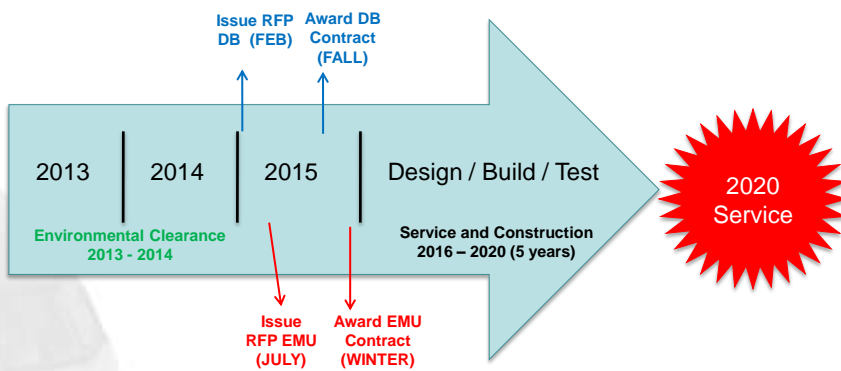 Issue RFP
DB (FEB)
Award DB
Contract
(FALL)
2013
2014
2015
Design / Build / Test
2020
Service
Environmental Clearance
2013 - 2014
Service and Construction
2016 – 2020 (5 years)
Issue
RFP EMU
(JULY)
Award EMU
Contract
(WINTER)